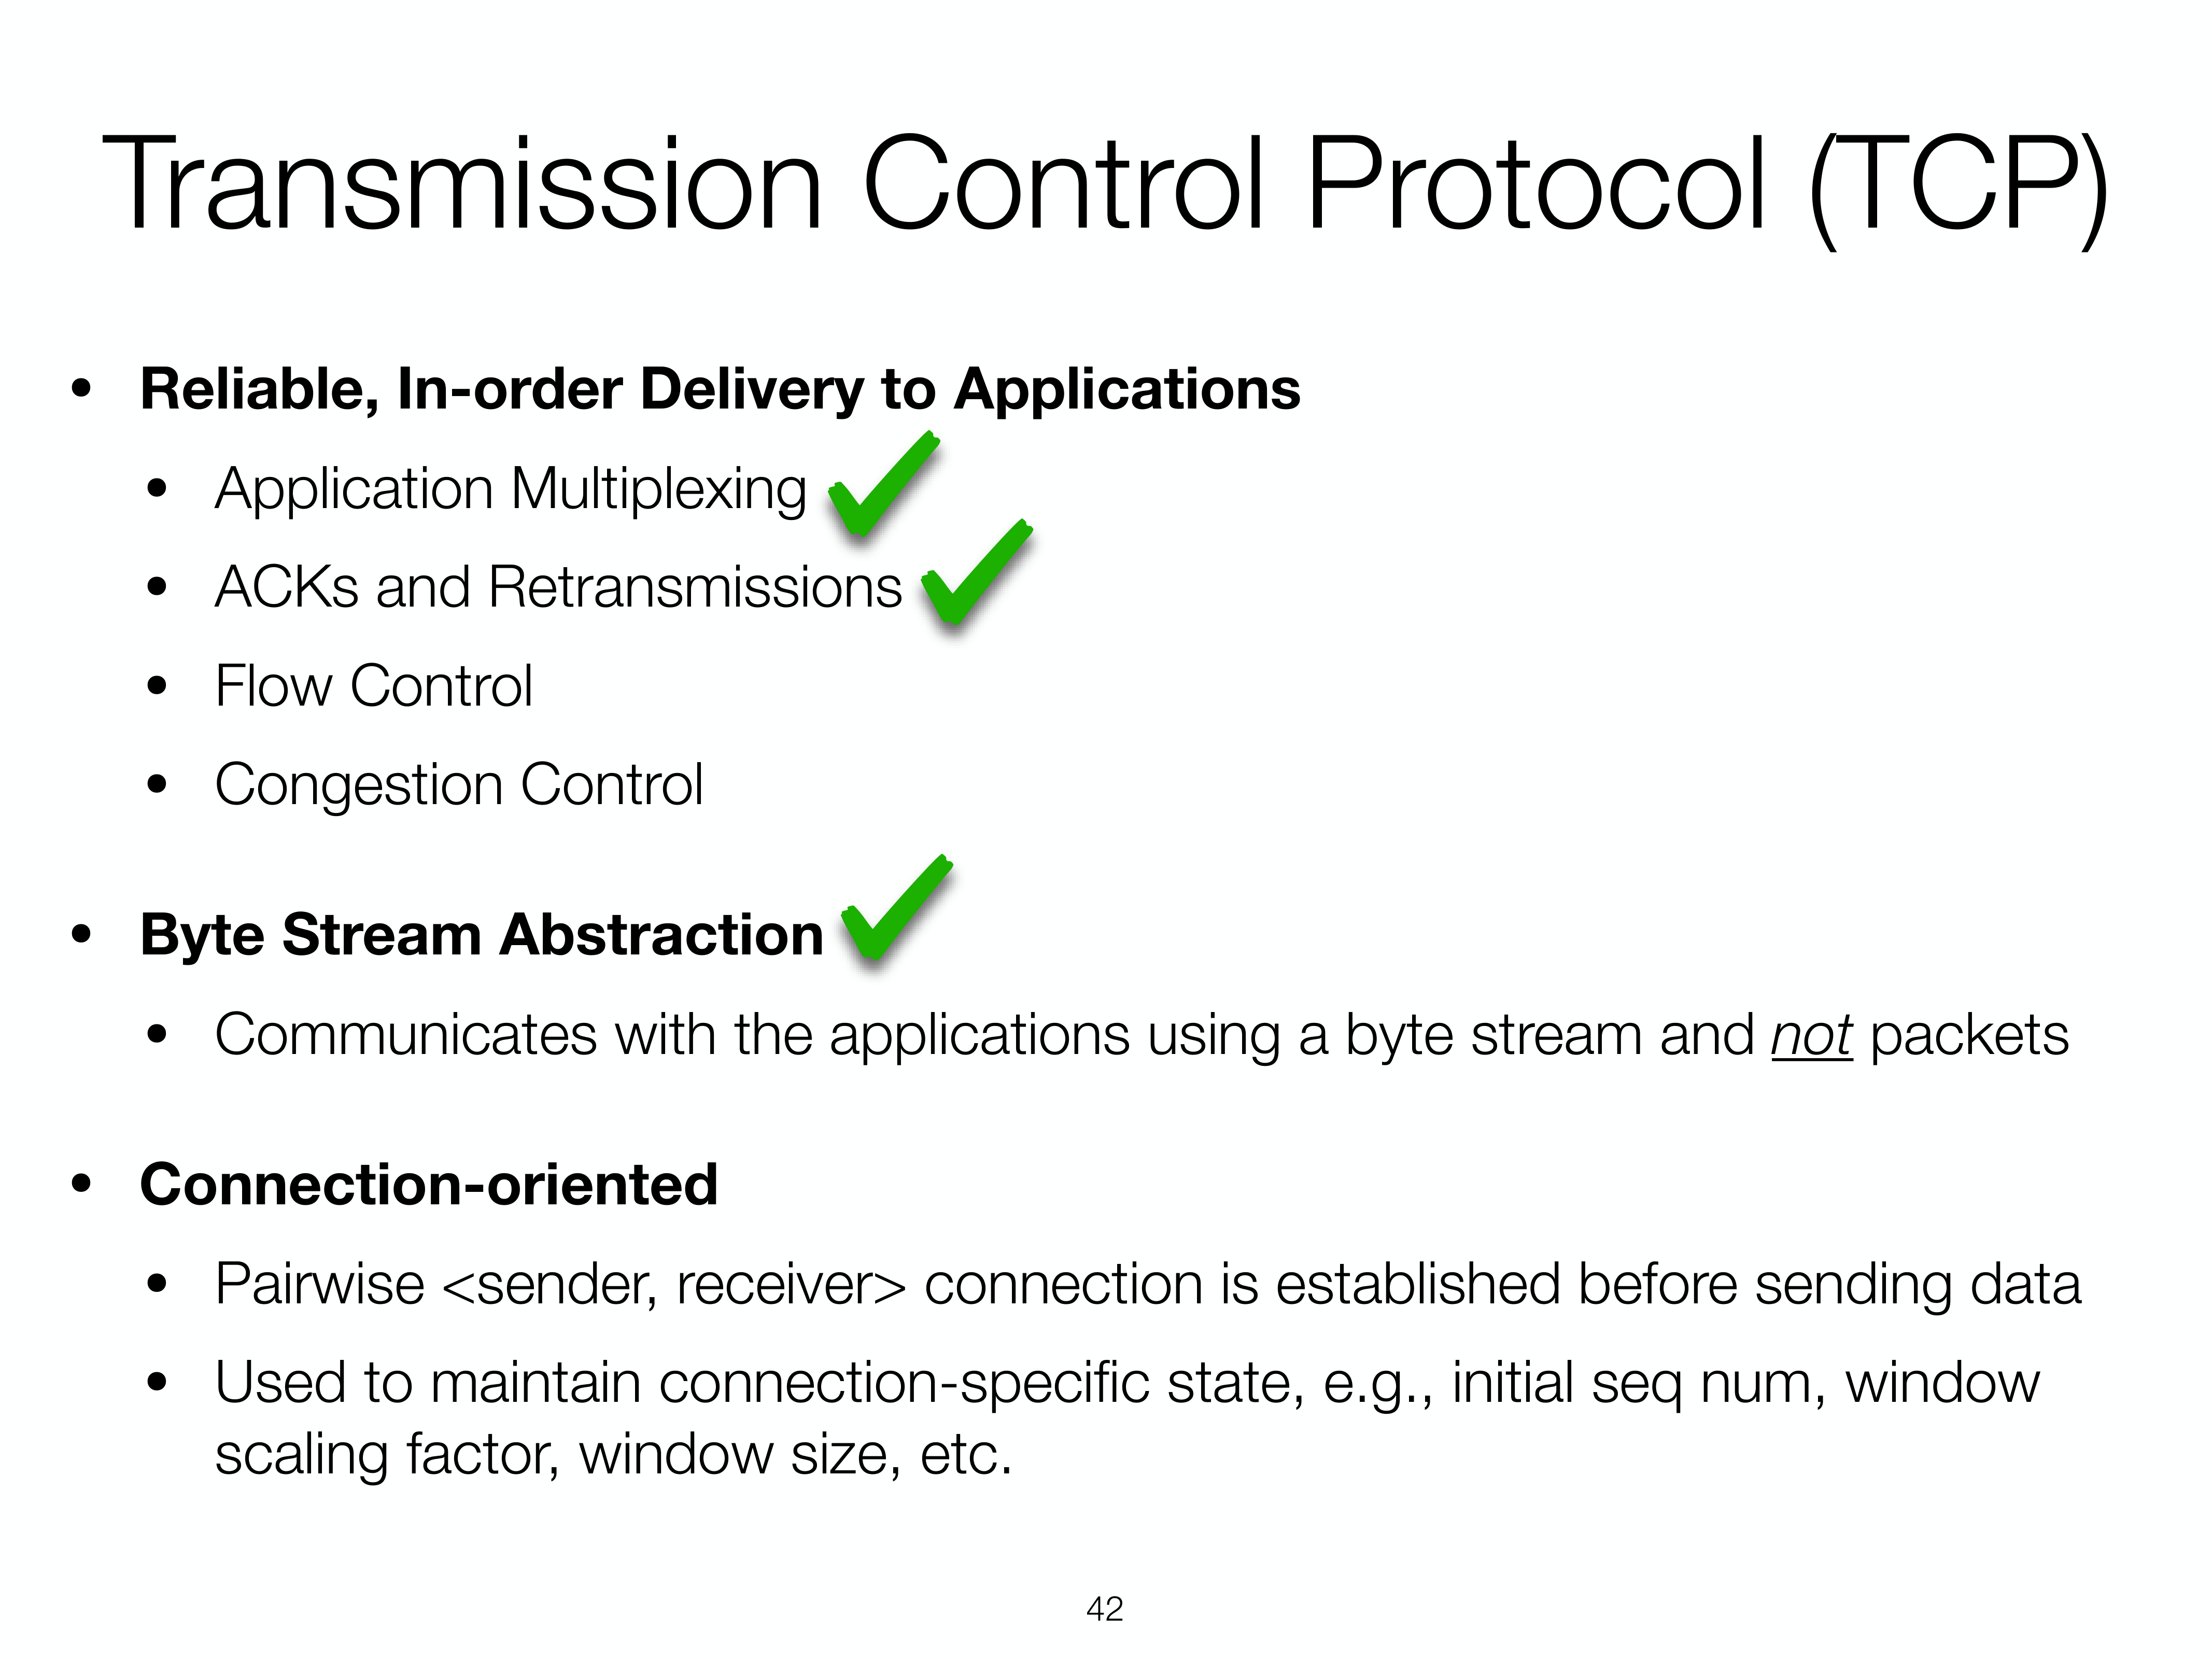 Transmission Control Protocol (TCP)
• Reliable, In-order Delivery to Applications
• Application Multiplexing
• ACKs and Retransmissions
• Flow Control
• Congestion Control
• Byte Stream Abstraction
• Communicates with the applications using a byte stream and not packets
• Connection-oriented
• Pairwise <sender, receiver> connection is established before sending data
• Used to maintain connection-specific state, e.g., initial seq num, window
scaling factor, window size, etc.
42